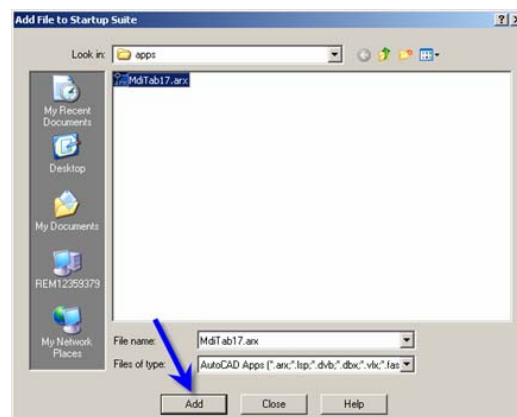 Add File to Startup Suite
Look in: apps
MdiTab17.arx
My Recent
Documents
Desktop
My Documents
REM12359379
My Network
Places
File name: MdiTab17.arx
Files of type: AutoCAD Apps (*.arx;*.lsp;*.dvb;*.dbx;*.vlx;*.fas
Add Close Help